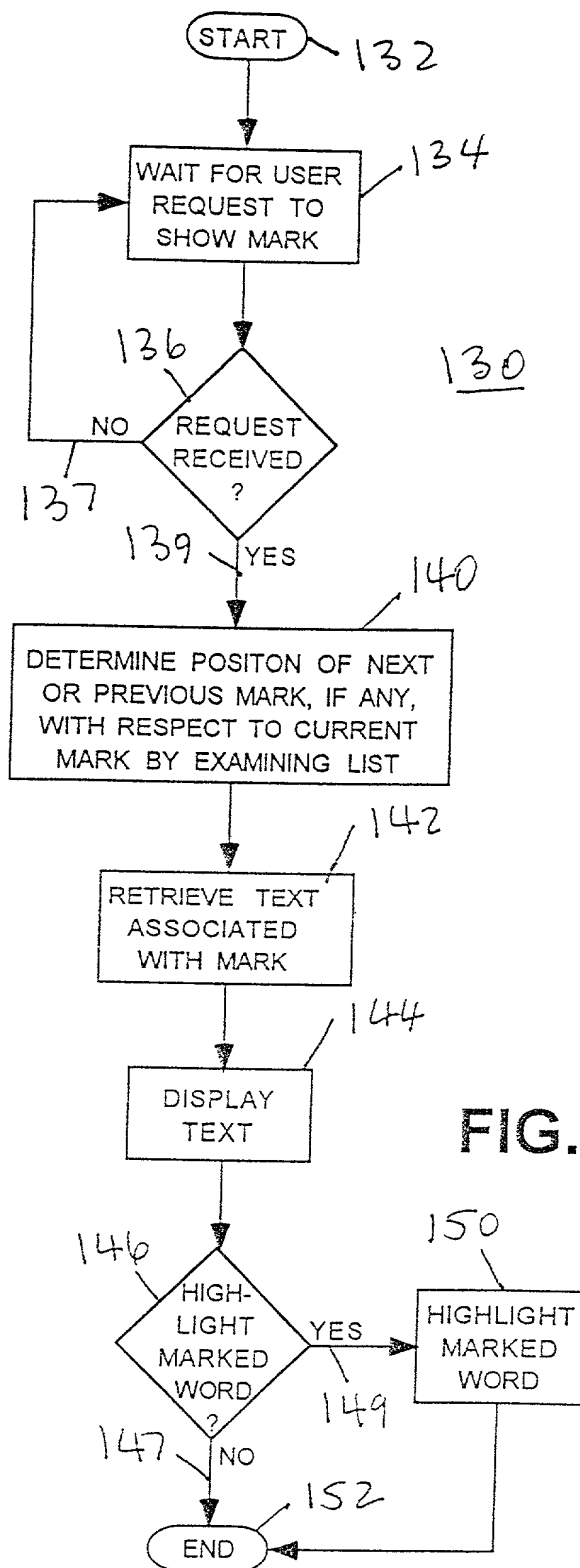 START
132
WAIT FOR USER
REQUEST TO
SHOW MARK
134
136
130
REQUEST
RECEIVED
?
NO
137
139
YES
140
DETERMINE POSITON OF NEXT
OR PREVIOUS MARK, IF ANY,
WITH RESPECT TO CURRENT
MARK BY EXAMINING LIST
142
RETRIEVE TEXT
ASSOCIATED
WITH MARK
144
DISPLAY
TEXT
FIG.
146
HIGH-
LIGHT
MARKED
WORD
?
YES
149
150
HIGHLIGHT
MARKED
WORD
147
NO
152
END